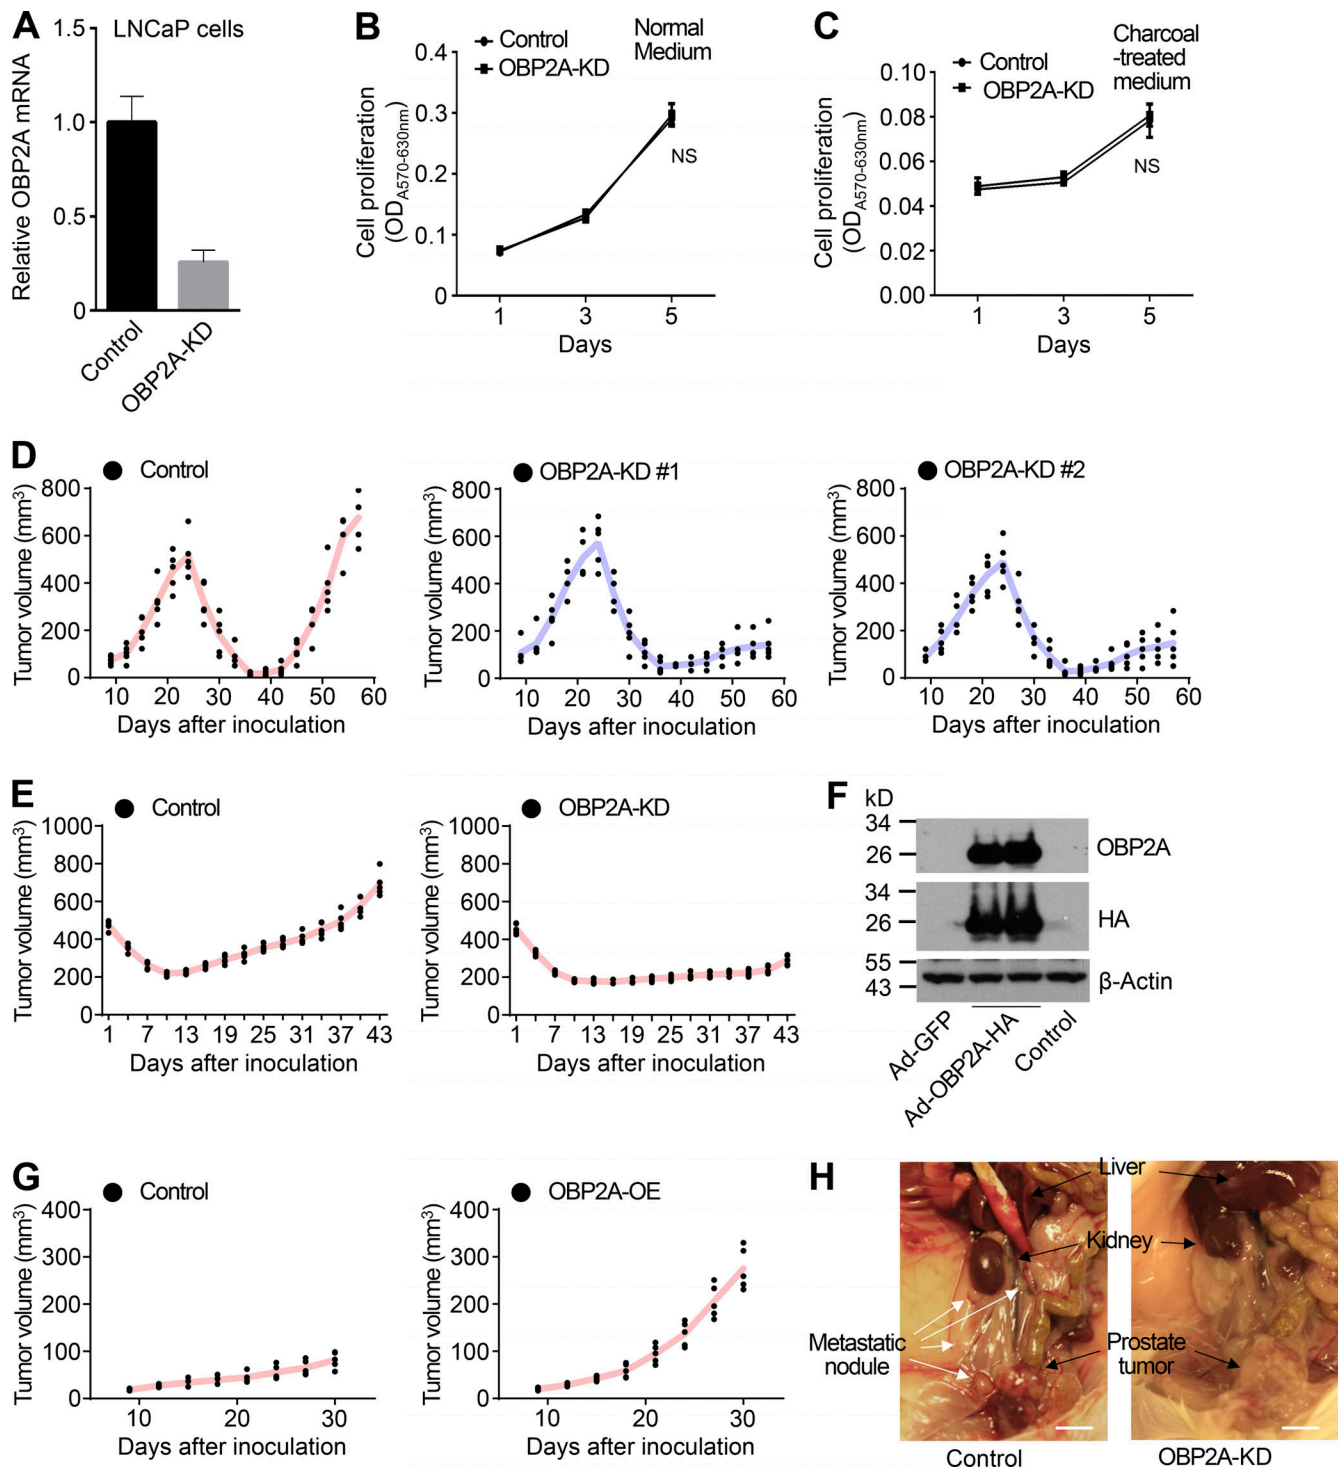 A
LNCaP cells
Relative OBP2A mRNA
1.5
1.0
0.5
0
Control
OBP2A-KD
B
Control
OBP2A-KD
Normal
Medium
Cell proliferation
(OD A570-630nm)
0.4
0.3
0.2
0.1
0
NS
1 3 5
Days
C
Control
OBP2A-KD
Charcoal
-treated
medium
Cell proliferation
(OD A570-630nm)
0.10
0.08
0.06
0.04
0.02
0.00
NS
1 3 5
Days
D
Control
Tumor volume (mm³)
800
600
400
200
0
10 20 30 40 50 60
Days after inoculation
OBP2A-KD #1
Tumor volume (mm³)
800
600
400
200
0
10 20 30 40 50 60
Days after inoculation
OBP2A-KD #2
Tumor volume (mm³)
800
600
400
200
0
10 20 30 40 50 60
Days after inoculation
E
Control
Tumor volume (mm³)
1000
800
600
400
200
0
1 7 13 19 25 31 37 43
Days after inoculation
OBP2A-KD
Tumor volume (mm³)
1000
800
600
400
200
0
1 7 13 19 25 31 37 43
Days after inoculation
F
kD
34
26
OBP2A
34
26
HA
55
43
β-Actin
Ad-GFP
Ad-OBP2A-HA
Control
G
Control
Tumor volume (mm³)
400
300
200
100
0
10 20 30
Days after inoculation
OBP2A-OE
Tumor volume (mm³)
400
300
200
100
0
10 20 30
Days after inoculation
H
Liver
Kidney
Metastatic
nodule
Prostate
tumor
Control
OBP2A-KD